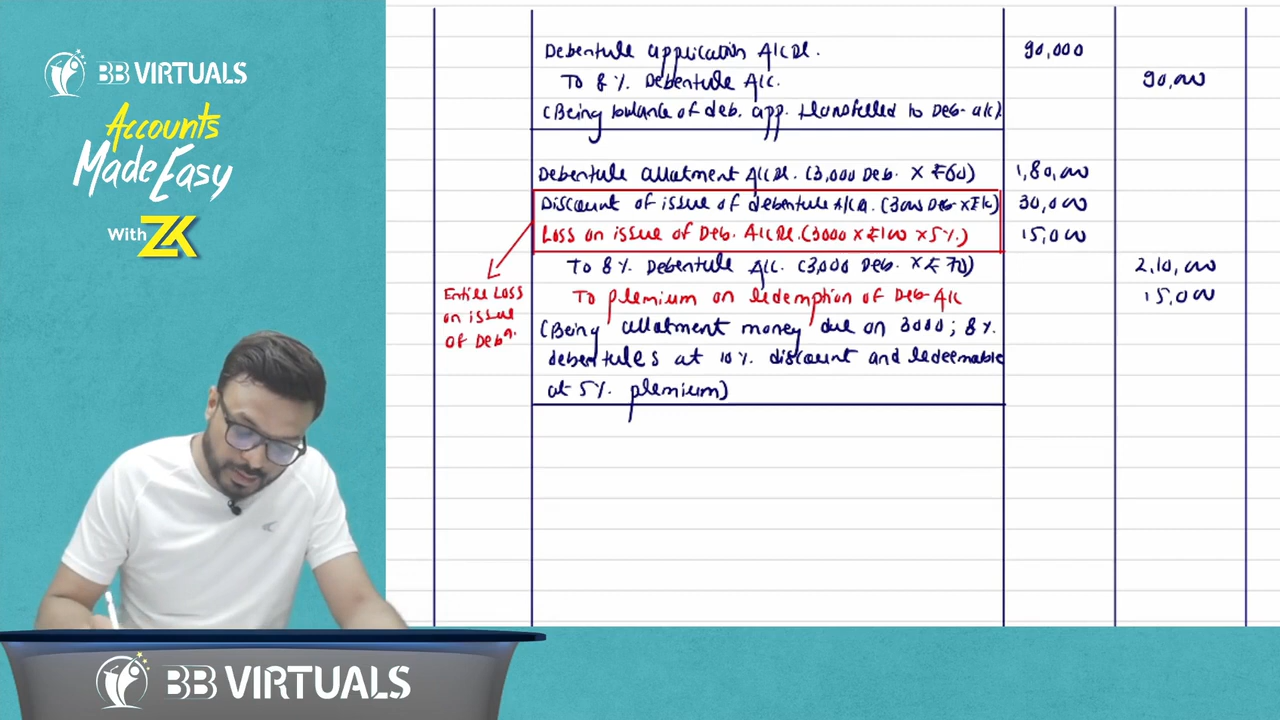 BB VIRTUALS
Accounts
Made Easy
With ZK
Debenture application A/c Dr. 90,000
To 8 %. Debenture A/c. 90,000
(Being balance of deb. app. transferred to Deb. a/c).
Debenture allotment A/c Dr. (3,000 Deb. X ₹60) 1,80,000
Discount of issue of debenture A/c Dr. (3000 Deb X ₹10) 30,000
Loss on issue of Deb. A/c Dr. (3000 X ₹100 X 5%.) 15,000
To 8 %. Debenture A/c. (3,000 Deb. X ₹ 70) 2,10,000
To premium on redemption of Deb A/c 15,000
(Being allotment money due on 3000; 8%.
debentures at 10%. discount and redeemable
at 5%. premium)
Entire Loss
on issue
of Debn.
BB VIRTUALS